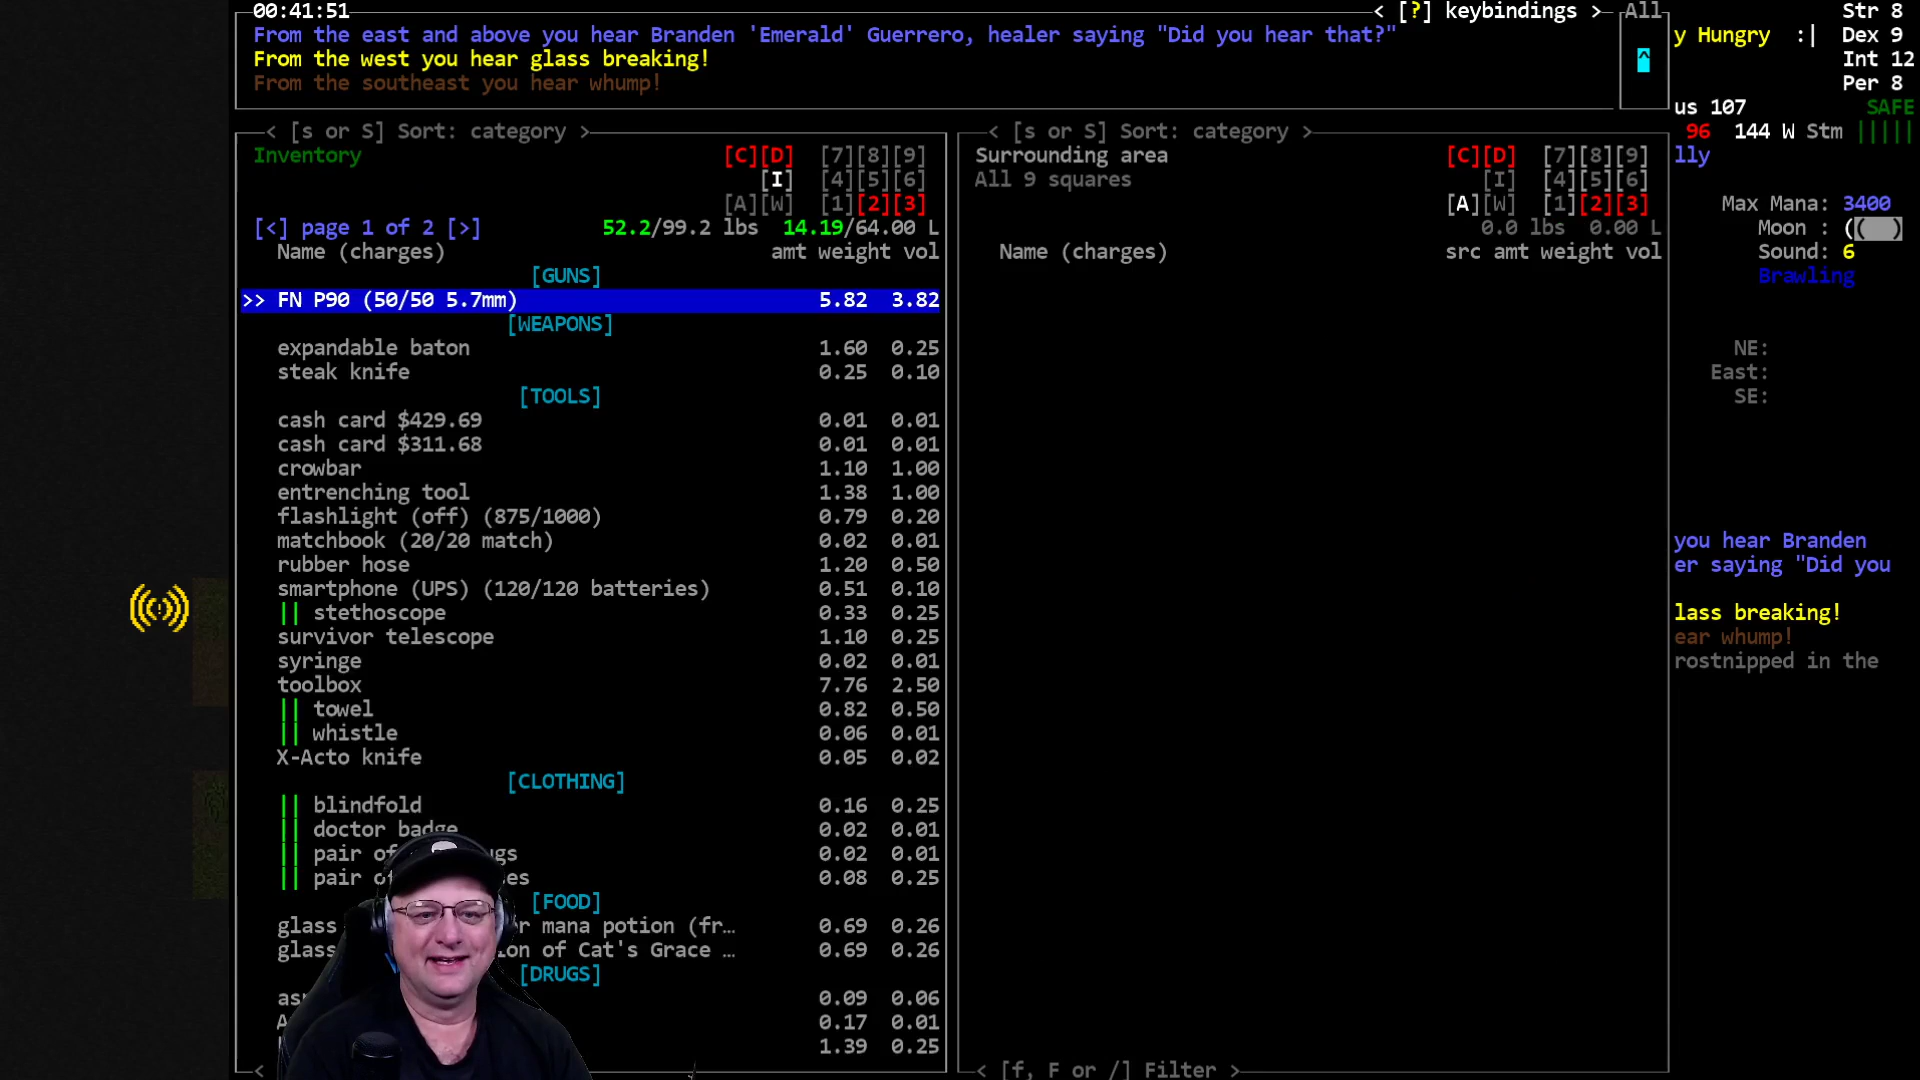 00:41:51
< [?] keybindings >
All
From the east and above you hear Branden 'Emerald' Guerrero, healer saying "Did you hear that?"
From the west you hear glass breaking!
From the southeast you hear whump!
^
< [s or S] Sort: category >
Inventory
[C][D] [7][8][9]
[I] [4][5][6]
[A][W] [1][2][3]
[<] page 1 of 2 [>]
52.2/99.2 lbs 14.19/64.00 L
Name (charges) amt weight vol
[GUNS]
>> FN P90 (50/50 5.7mm) 5.82 3.82
[WEAPONS]
expandable baton 1.60 0.25
steak knife 0.25 0.10
[TOOLS]
cash card $429.69 0.01 0.01
cash card $311.68 0.01 0.01
crowbar 1.10 1.00
entrenching tool 1.38 1.00
flashlight (off) (875/1000) 0.79 0.20
matchbook (20/20 match) 0.02 0.01
rubber hose 1.20 0.50
smartphone (UPS) (120/120 batteries) 0.51 0.10
|| stethoscope 0.33 0.25
survivor telescope 1.10 0.25
syringe 0.02 0.01
toolbox 7.76 2.50
|| towel 0.82 0.50
|| whistle 0.06 0.01
X-Acto knife 0.05 0.02
[CLOTHING]
|| blindfold 0.16 0.25
|| doctor badge 0.02 0.01
|| pair 0.02 0.01
|| pair 0.08 0.25
[FOOD]
glass mana potion (fr… 0.69 0.26
glass of Cat's Grace … 0.69 0.26
[DRUGS]
0.09 0.06
0.17 0.01
1.39 0.25
<
< [s or S] Sort: category >
Surrounding area
All 9 squares
[C][D] [7][8][9]
[I] [4][5][6]
[A][W] [1][2][3]
0.0 lbs 0.00 L
Name (charges) src amt weight vol
< [f, F or /] Filter >
Str 8
y Hungry :| Dex 9
Int 12
Per 8
us 107 SAFE
96 144 W Stm |||||
lly
Max Mana: 3400
Moon : (( )
Sound: 6
Brawling
NE:
East:
SE:
you hear Branden
er saying "Did you
lass breaking!
ear whump!
rostnipped in the